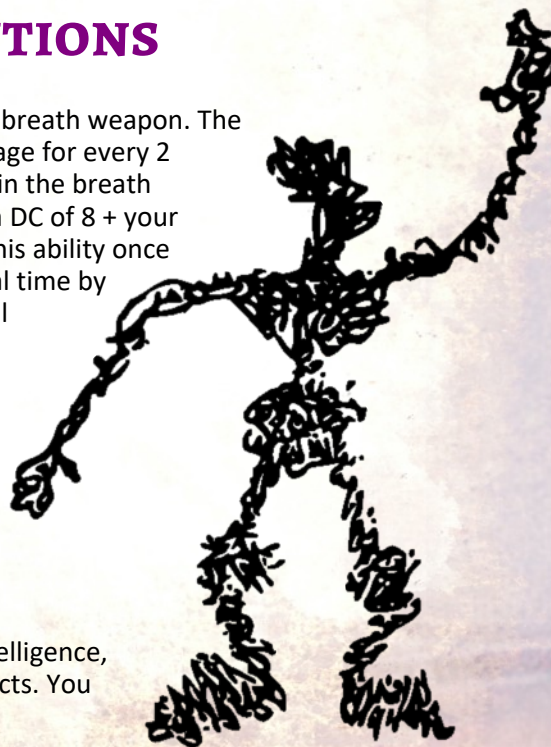 TIONS
breath weapon. The
age for every 2
in the breath
DC of 8 + your
his ability once
al time by
l
elligence,
cts. You